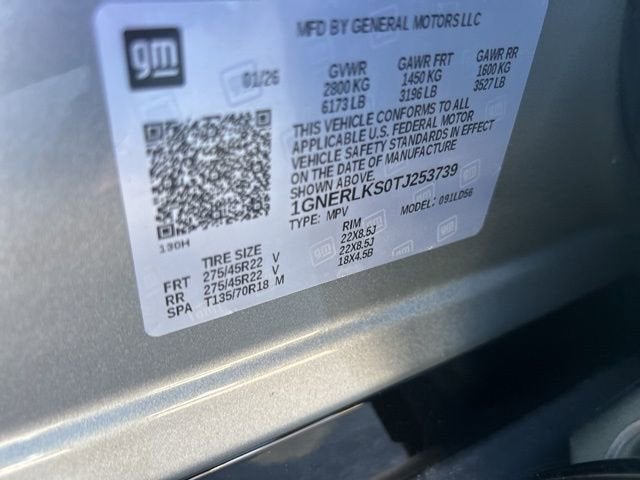 gm
MFD BY GENERAL MOTORS LLC
01/26
GVWR GAWR FRT GAWR RR
2800 KG 1450 KG 1600 KG
6173 LB 3196 LB 3527 LB
THIS VEHICLE CONFORMS TO ALL
APPLICABLE U.S. FEDERAL MOTOR
VEHICLE SAFETY STANDARDS IN EFFECT
ON THE DATE OF MANUFACTURE
1GNERLKS0TJ253739
TYPE: MPV MODEL: 091LD56
130H
TIRE SIZE RIM
FRT 275/45R22 V 22X8.5J
RR 275/45R22 V 22X8.5J
SPA T135/70R18 M 18X4.5B